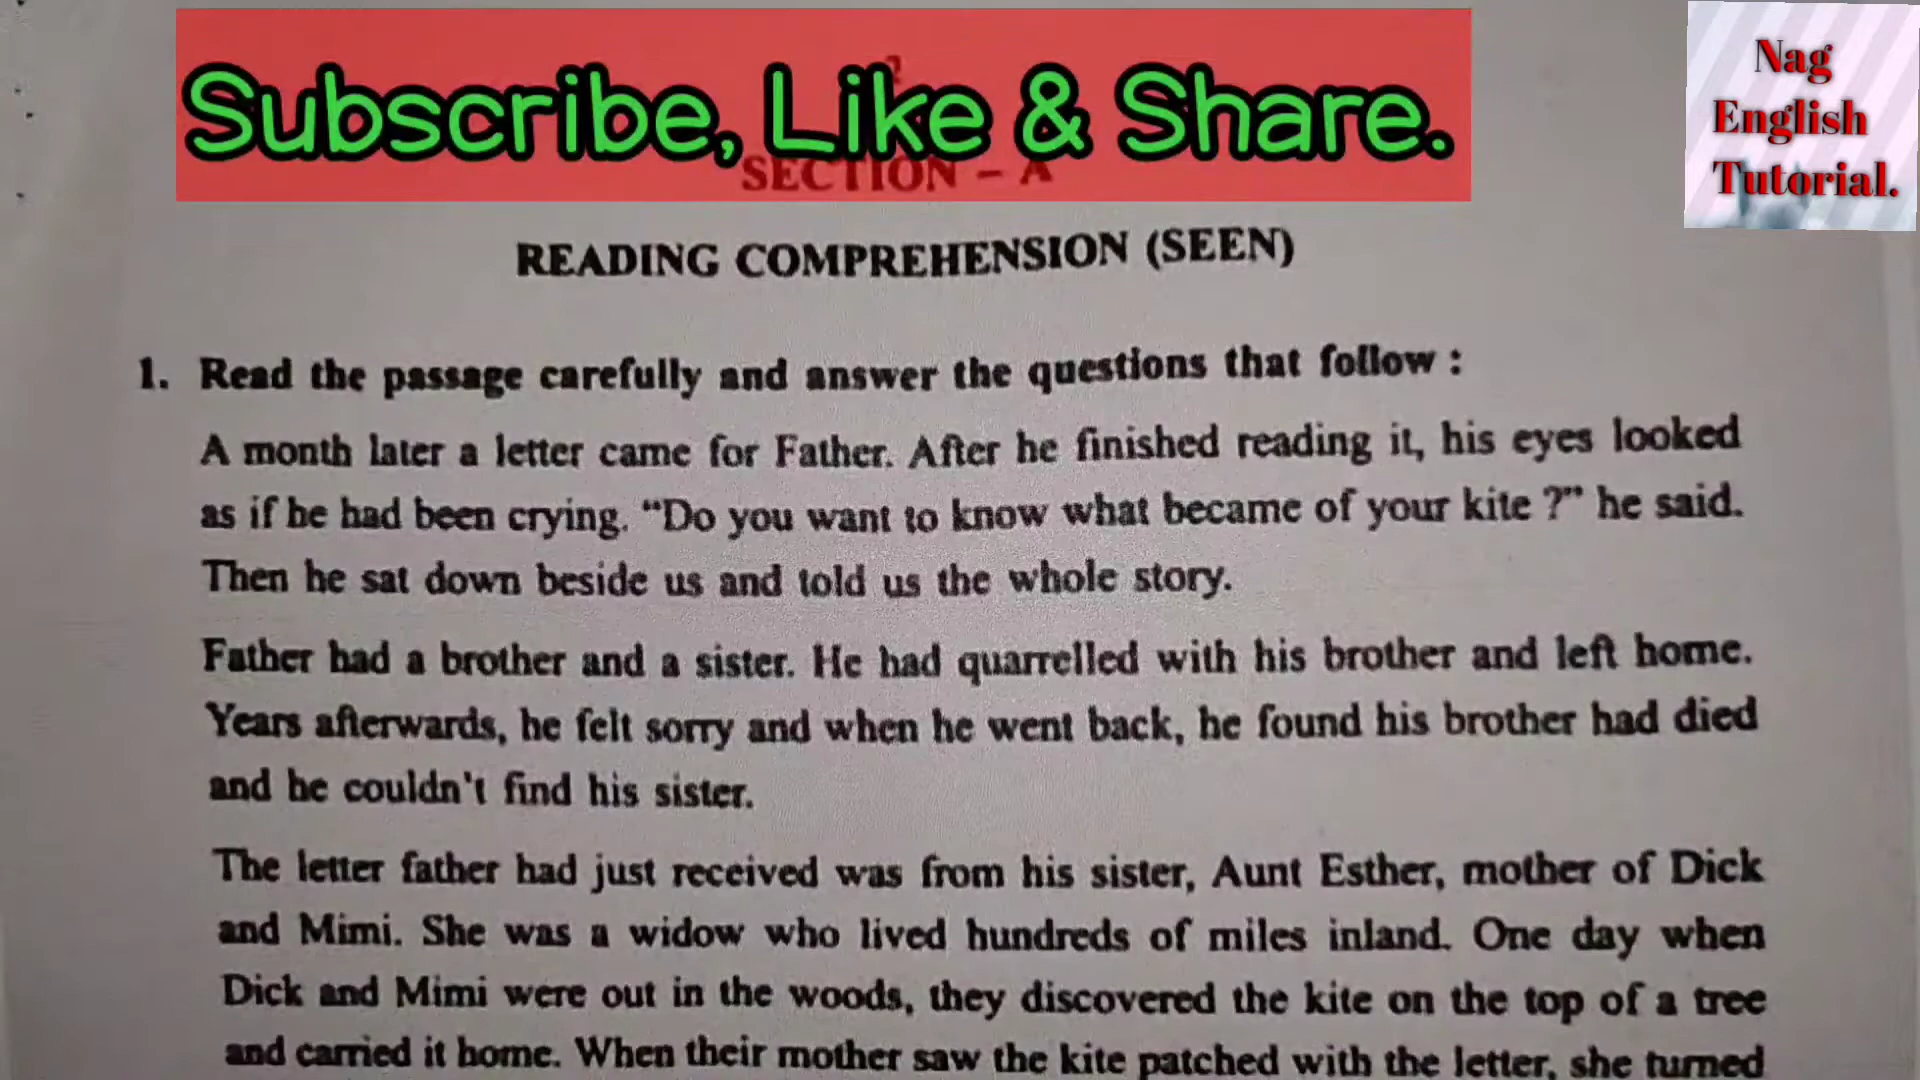 Subscribe, Like & Share.
Nag
English
Tutorial.
SECTION – A
READING COMPREHENSION (SEEN)
1. Read the passage carefully and answer the questions that follow :
A month later a letter came for Father. After he finished reading it, his eyes looked
as if he had been crying. “Do you want to know what became of your kite ?” he said.
Then he sat down beside us and told us the whole story.
Father had a brother and a sister. He had quarrelled with his brother and left home.
Years afterwards, he felt sorry and when he went back, he found his brother had died
and he couldn't find his sister.
The letter father had just received was from his sister, Aunt Esther, mother of Dick
and Mimi. She was a widow who lived hundreds of miles inland. One day when
Dick and Mimi were out in the woods, they discovered the kite on the top of a tree
and carried it home. When their mother saw the kite patched with the letter, she turned